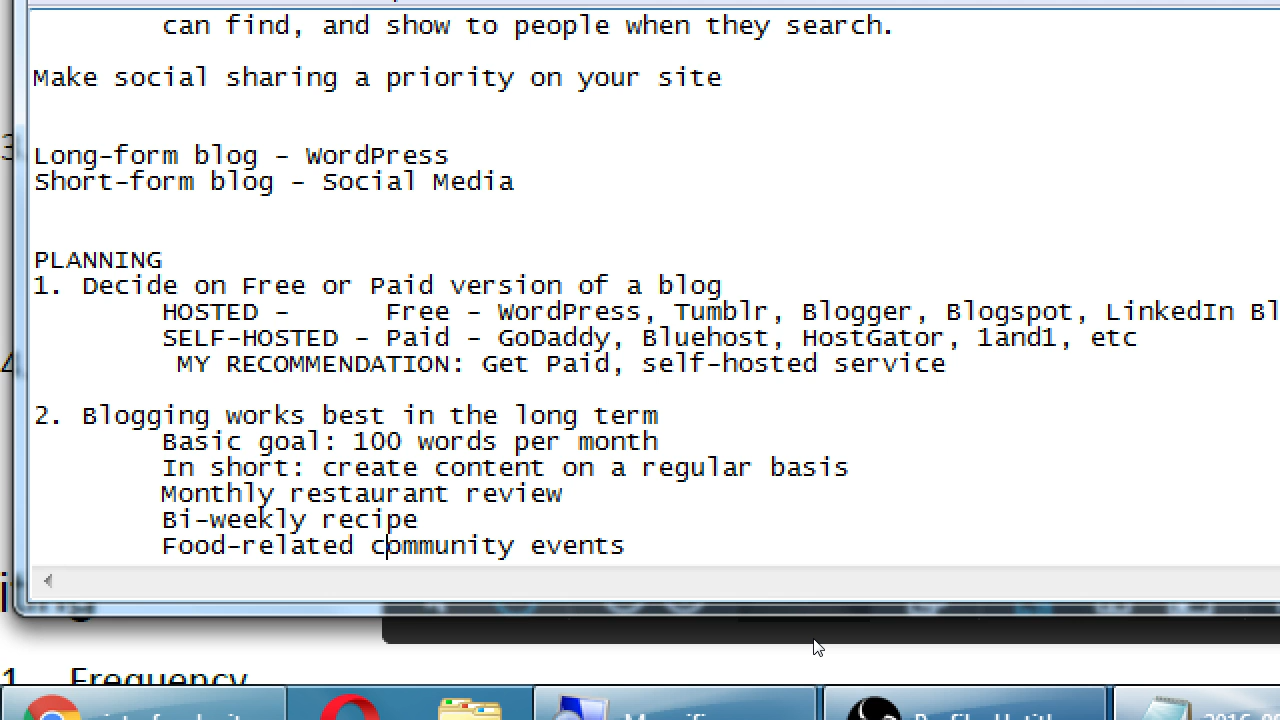 can find, and show to people when they search.
Make social sharing a priority on your site
Long-form blog - WordPress
Short-form blog - Social Media
PLANNING
1. Decide on Free or Paid version of a blog
HOSTED - Free - WordPress, Tumblr, Blogger, Blogspot, LinkedIn Bl
SELF-HOSTED - Paid - GoDaddy, Bluehost, HostGator, 1and1, etc
MY RECOMMENDATION: Get Paid, self-hosted service
2. Blogging works best in the long term
Basic goal: 100 words per month
In short: create content on a regular basis
Monthly restaurant review
Bi-weekly recipe
Food-related community events
1. Frequency